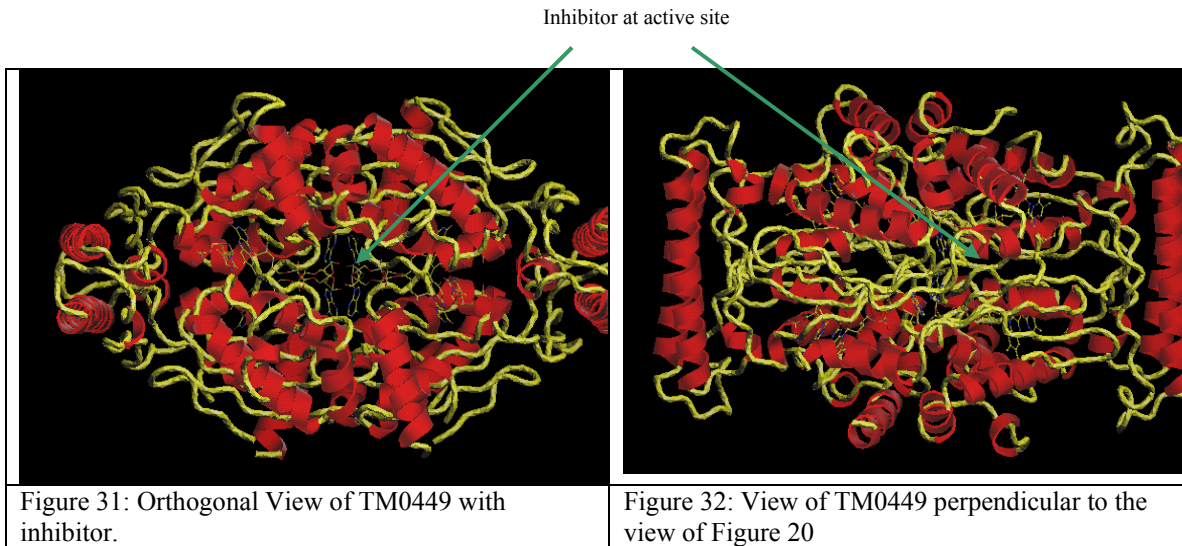 Inhibitor at active site
Figure 31: Orthogonal View of TM0449 with
inhibitor.
Figure 32: View of TM0449 perpendicular to the
view of Figure 20